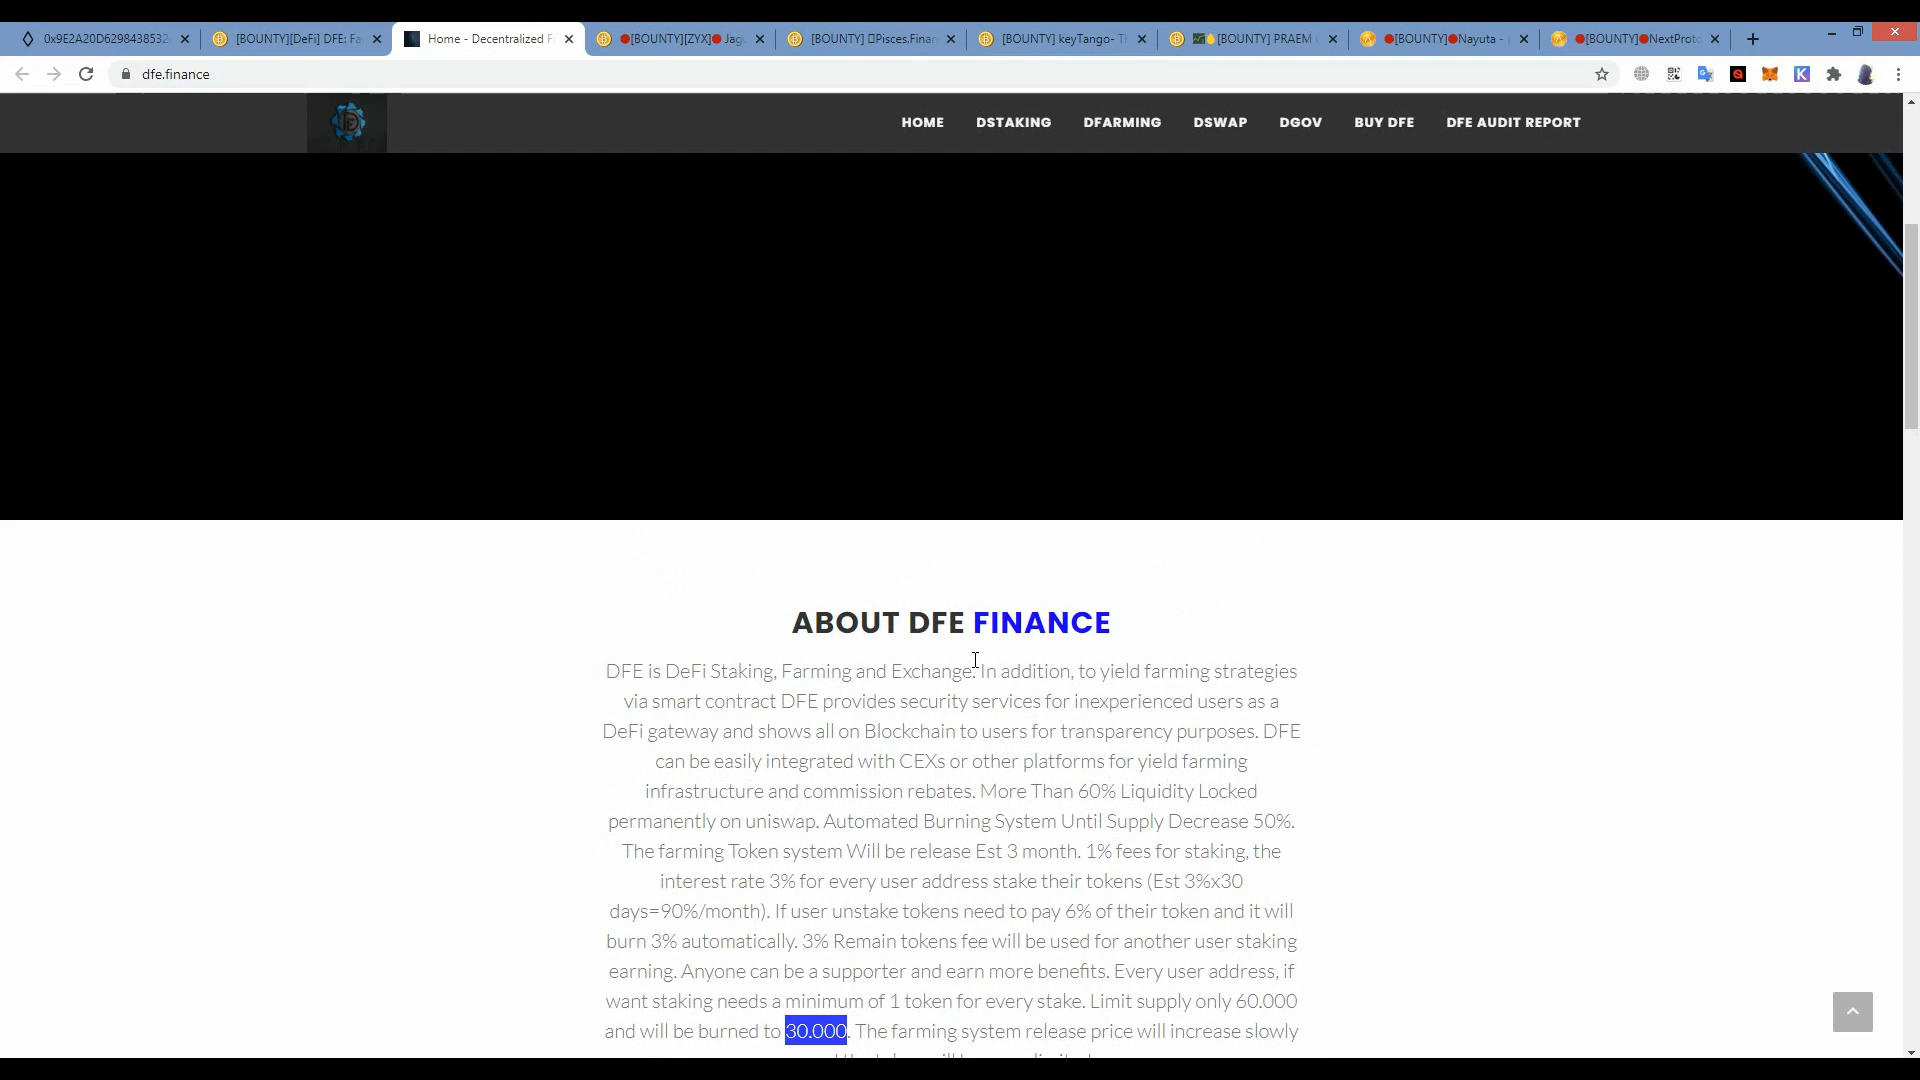 0x9E2A20D6298438532
[BOUNTY][DeFi] DFE: Fa
Home - Decentralized F
[BOUNTY][ZYX] Jag
[BOUNTY] Pisces.Finan
[BOUNTY] keyTango- T
[BOUNTY] PRAEM
[BOUNTY] Nayuta -
[BOUNTY] NextProto
dfe.finance
HOME DSTAKING DFARMING DSWAP DGOV BUY DFE DFE AUDIT REPORT
ABOUT DFE FINANCE
DFE is DeFi Staking, Farming and Exchange. In addition, to yield farming strategies
via smart contract DFE provides security services for inexperienced users as a
DeFi gateway and shows all on Blockchain to users for transparency purposes. DFE
can be easily integrated with CEXs or other platforms for yield farming
infrastructure and commission rebates. More Than 60% Liquidity Locked
permanently on uniswap. Automated Burning System Until Supply Decrease 50%.
The farming Token system Will be release Est 3 month. 1% fees for staking, the
interest rate 3% for every user address stake their tokens (Est 3%x30
days=90%/month). If user unstake tokens need to pay 6% of their token and it will
burn 3% automatically. 3% Remain tokens fee will be used for another user staking
earning. Anyone can be a supporter and earn more benefits. Every user address, if
want staking needs a minimum of 1 token for every stake. Limit supply only 60.000
and will be burned to 30.000. The farming system release price will increase slowly